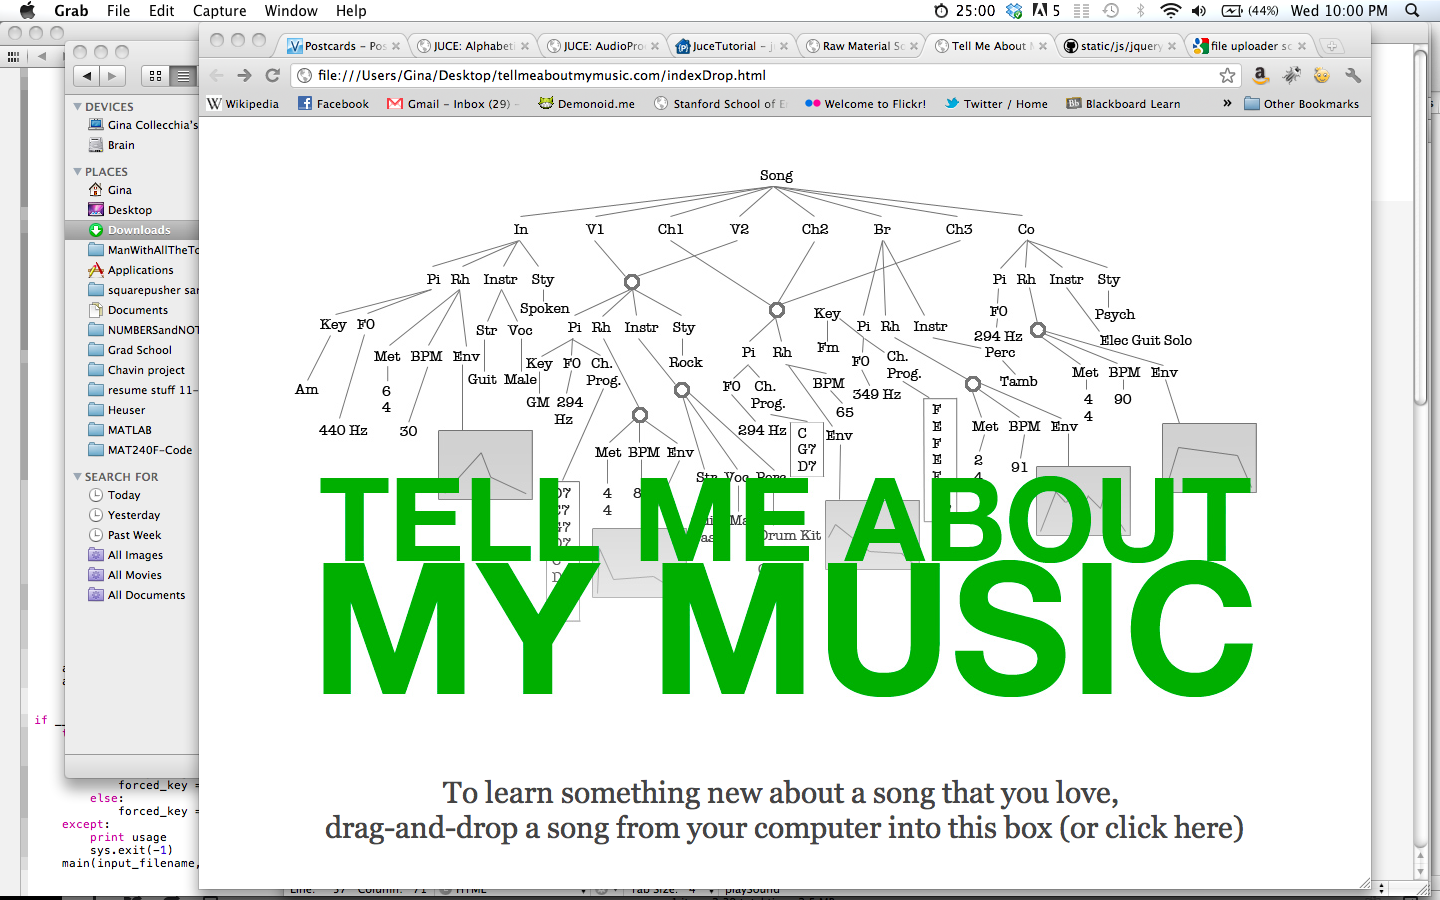 Grab File Edit Capture Window Help 25:00 5 (44%) Wed 10:00 PM
Postcards – Pos JUCE: Alphabeti JUCE: AudioPro JuceTutorial – j Raw Material So Tell Me About M static/js/jquery file uploader sc
file:///Users/Gina/Desktop/tellmeaboutmymusic.com/indexDrop.html
Wikipedia Facebook Gmail – Inbox (29) – Demonoid.me Stanford School of E Welcome to Flickr! Twitter / Home Blackboard Learn » Other Bookmarks
DEVICES
Gina Collecchia's
Brain
PLACES
Gina
Desktop
Downloads
ManWithAllTheTo
Applications
squarepusher sar
Documents
NUMBERSandNOT
Grad School
Chavin project
resume stuff 11-
Heuser
MATLAB
MAT240F-Code
SEARCH FOR
Today
Yesterday
Past Week
All Images
All Movies
All Documents
Song
In V1 Ch1 V2 Ch2 Br Ch3 Co
Pi Rh Instr Sty
Spoken
Key F0
Str Voc
Met BPM Env
Guit Male
Am
6
4
440 Hz 30
Pi Rh Instr Sty
Key F0 Ch.
Prog.
Rock
GM 294
Hz
Met BPM Env
4
4
Pi Rh
F0 Ch.
Prog.
BPM
65
294 Hz
C
G7
D7
Env
Drum Kit
Key
Fm
Pi Rh Instr
F0 Ch.
Prog.
349 Hz
Perc
Tamb
F
E
F
E
F
Met BPM Env
2
4
91
Pi Rh Instr Sty
F0
294 Hz
Psych
Elec Guit Solo
Met BPM Env
4
4
90
TELL ME ABOUT
MY MUSIC
To learn something new about a song that you love,
drag-and-drop a song from your computer into this box (or click here)
if
forced_key =
else:
forced_key =
except:
print usage
sys.exit(-1)
main(input_filename,
Line: 57 Column: 71 HTML Tab Size: 4 playSound